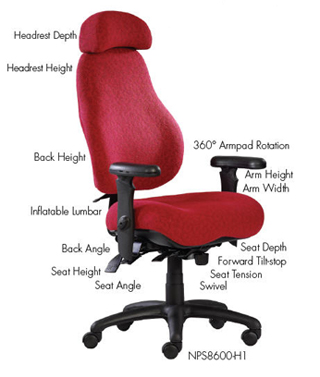 Headrest Depth
Headrest Height
360° Armpad Rotation
Back Height
Arm Height
Arm Width
Inflatable Lumbar
Back Angle
Seat Depth
Forward Tilt-stop
Seat Height
Seat Tension
Seat Angle
Swivel
NPS8600-H1